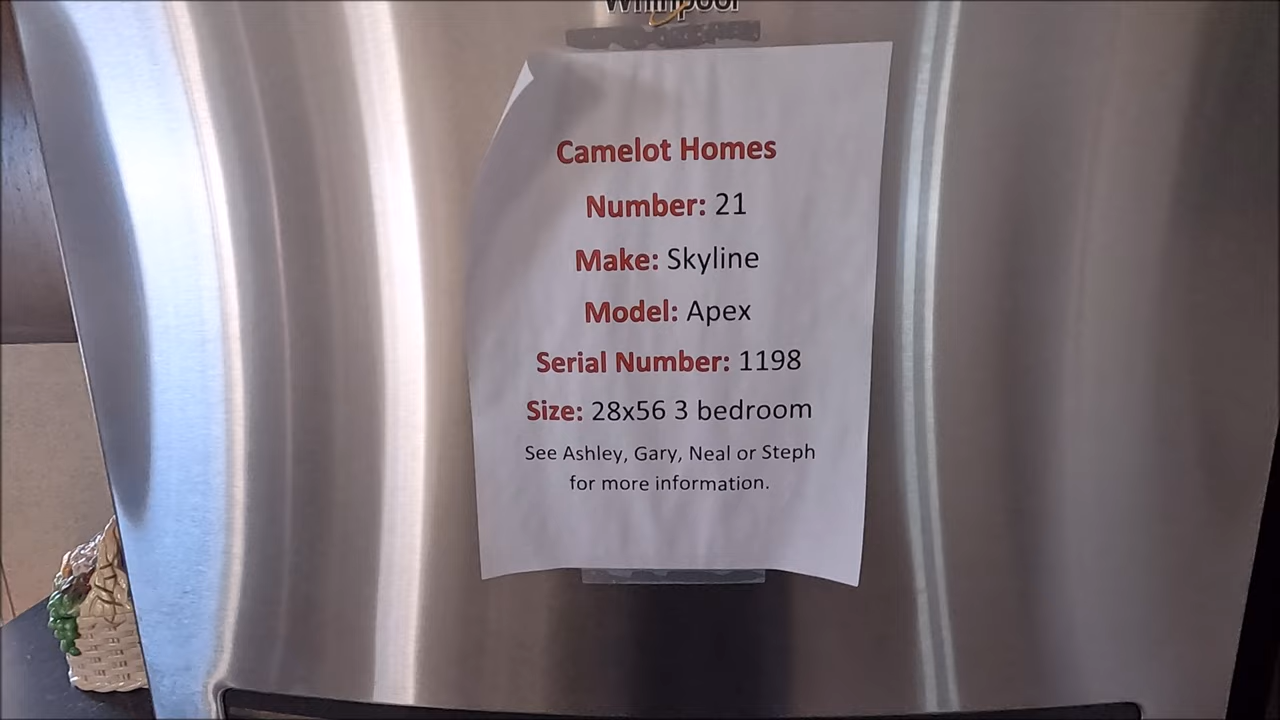 Whirlpool
Camelot Homes
Number: 21
Make: Skyline
Model: Apex
Serial Number: 1198
Size: 28x56 3 bedroom
See Ashley, Gary, Neal or Steph
for more information.